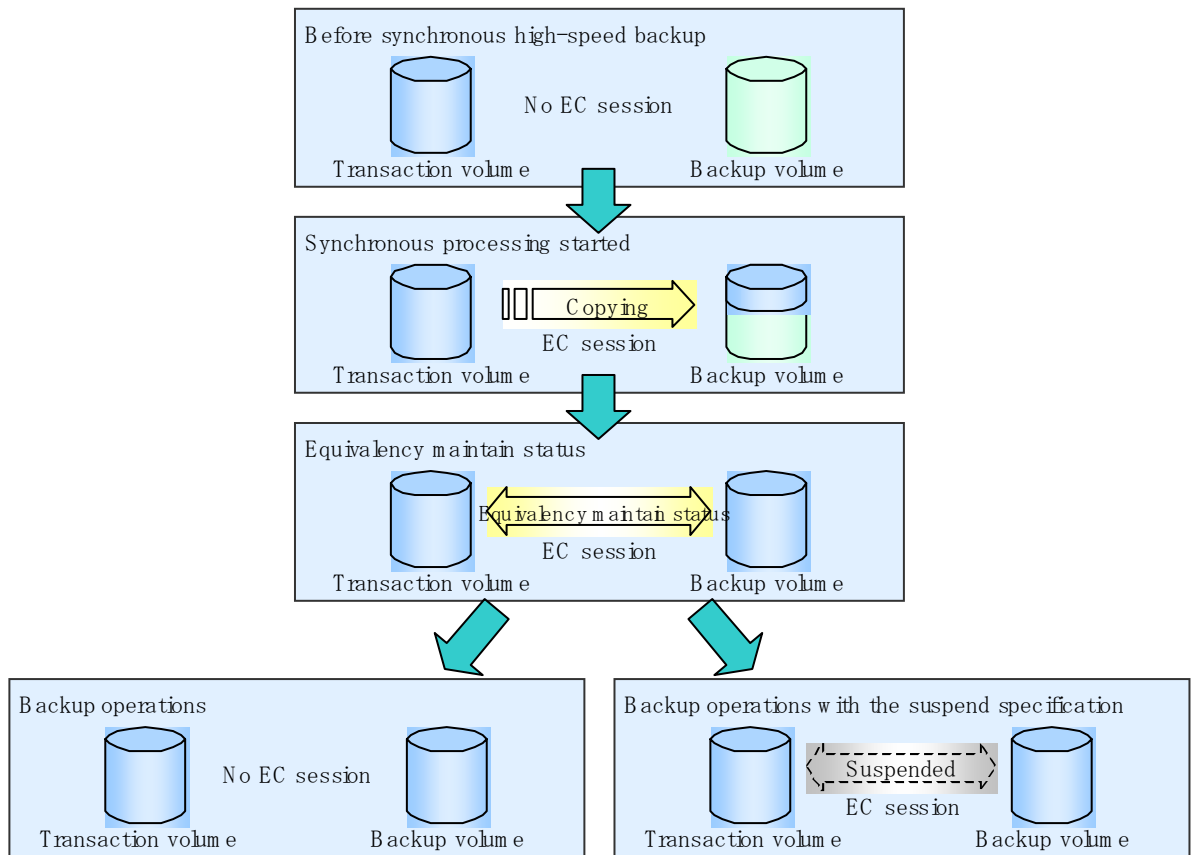 Before synchronous high-speed backup
No EC session
Transaction volume
Backup volume
Synchronous processing started
Copying
EC session
Transaction volume
Backup volume
Equivalency maintain status
Equivalency maintain status
EC session
Transaction volume
Backup volume
Backup operations
No EC session
Transaction volume
Backup volume
Backup operations with the suspend specification
Suspended
EC session
Transaction volume
Backup volume